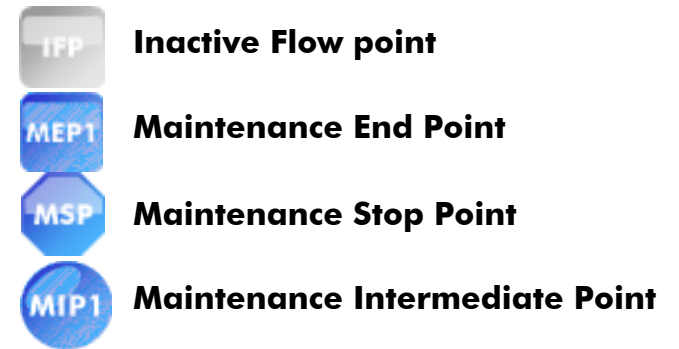 IFP Inactive Flow point
MEP1 Maintenance End Point
MSP Maintenance Stop Point
MIP1 Maintenance Intermediate Point